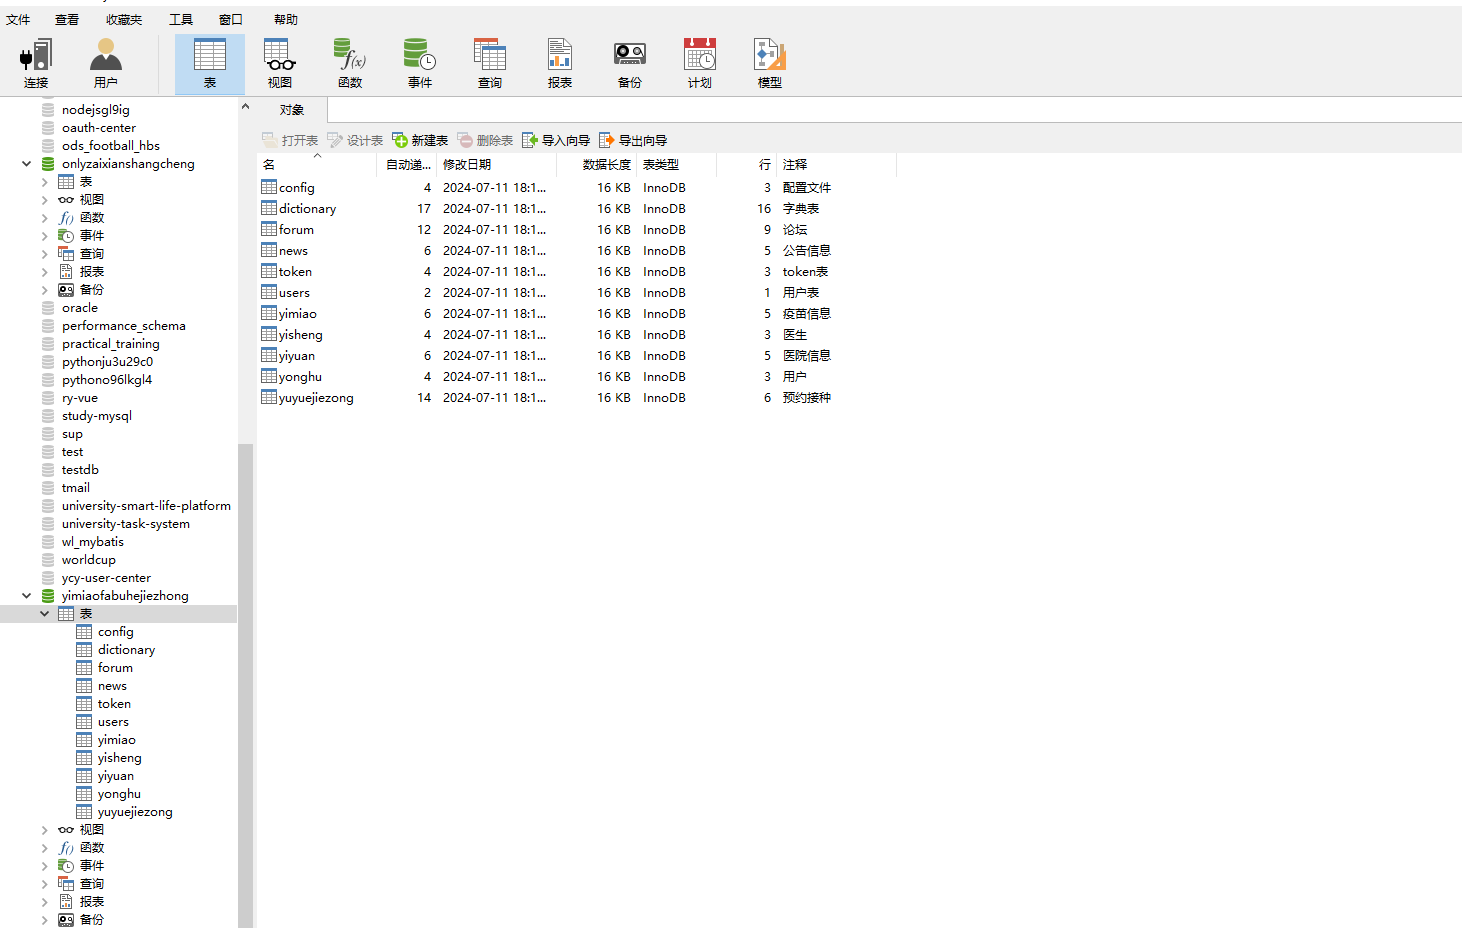 文件 查看 收藏夹 工具 窗口 帮助
连接 用户 表 视图 函数 事件 查询 报表 备份 计划 模型
nodejsgl9ig
oauth-center
ods_football_hbs
onlyzaixianshangcheng
表
视图
函数
事件
查询
报表
备份
oracle
performance_schema
practical_training
pythonju3u29c0
pythono96lkgl4
ry-vue
study-mysql
sup
test
testdb
tmail
university-smart-life-platform
university-task-system
wl_mybatis
worldcup
ycy-user-center
yimiaofabuhejiezhong
表
config
dictionary
forum
news
token
users
yimiao
yisheng
yiyuan
yonghu
yuyuejiezong
视图
函数
事件
查询
报表
备份
对象
打开表 设计表 新建表 删除表 导入向导 导出向导
名 自动递... 修改日期 数据长度 表类型 行 注释
config 4 2024-07-11 18:1... 16 KB InnoDB 3 配置文件
dictionary 17 2024-07-11 18:1... 16 KB InnoDB 16 字典表
forum 12 2024-07-11 18:1... 16 KB InnoDB 9 论坛
news 6 2024-07-11 18:1... 16 KB InnoDB 5 公告信息
token 4 2024-07-11 18:1... 16 KB InnoDB 3 token表
users 2 2024-07-11 18:1... 16 KB InnoDB 1 用户表
yimiao 6 2024-07-11 18:1... 16 KB InnoDB 5 疫苗信息
yisheng 4 2024-07-11 18:1... 16 KB InnoDB 3 医生
yiyuan 6 2024-07-11 18:1... 16 KB InnoDB 5 医院信息
yonghu 4 2024-07-11 18:1... 16 KB InnoDB 3 用户
yuyuejiezong 14 2024-07-11 18:1... 16 KB InnoDB 6 预约接种